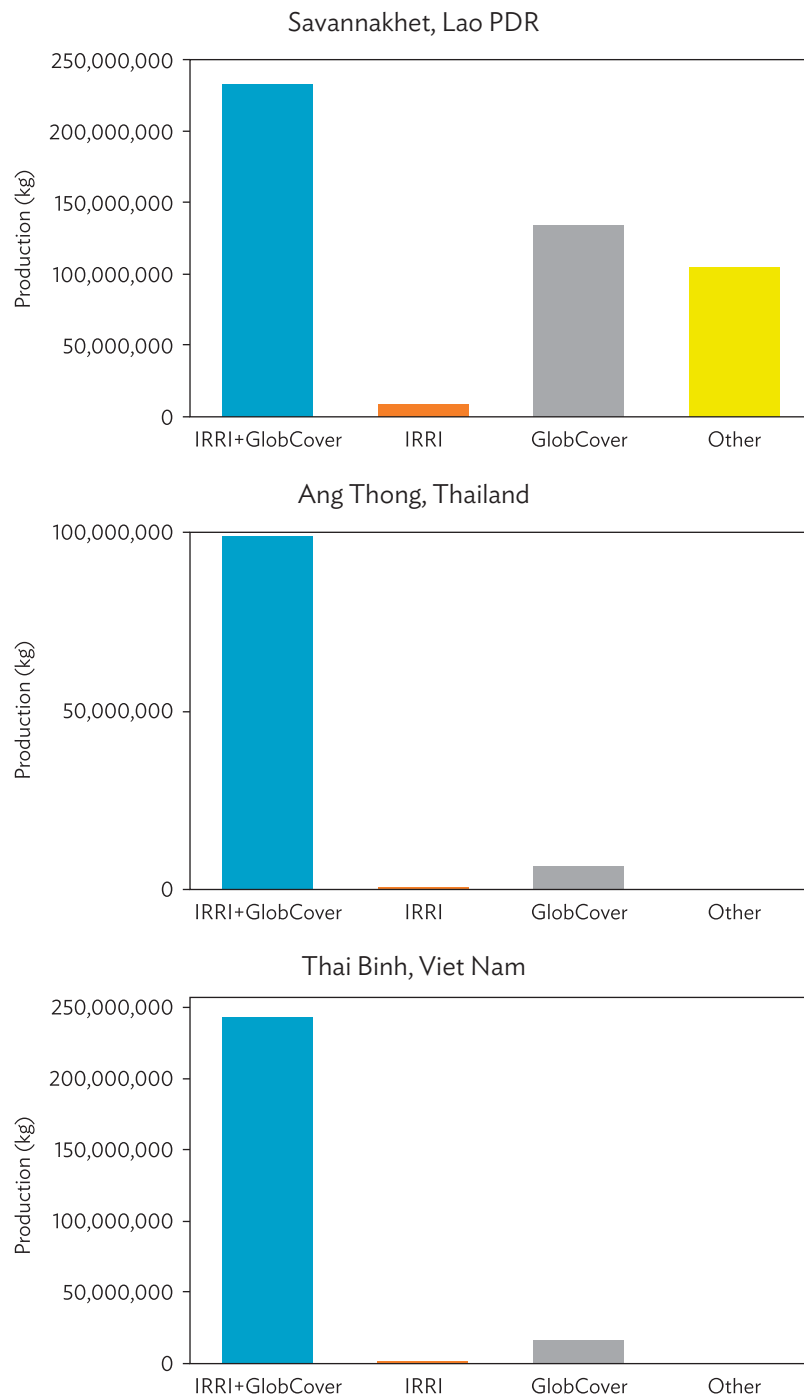 Savannakhet, Lao PDR
Production (kg)
250,000,000
200,000,000
150,000,000
100,000,000
50,000,000
0
IRRI+GlobCover IRRI GlobCover Other
Ang Thong, Thailand
Production (kg)
100,000,000
50,000,000
0
IRRI+GlobCover IRRI GlobCover Other
Thai Binh, Viet Nam
Production (kg)
250,000,000
200,000,000
150,000,000
100,000,000
50,000,000
0
IRRI+GlobCover IRRI GlobCover Other